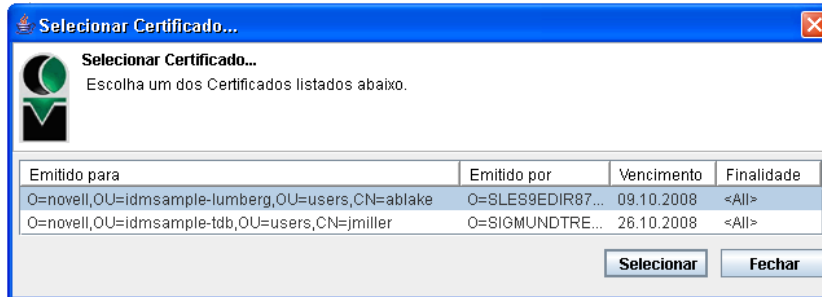 Selecionar Certificado...
Selecionar Certificado...
Escolha um dos Certificados listados abaixo.
Emitido para Emitido por Vencimento Finalidade
O=novell,OU=idmsample-lumberg,OU=users,CN=ablake O=SLES9EDIR87... 09.10.2008 <All>
O=novell,OU=idmsample-tdb,OU=users,CN=jmiller O=SIGMUNDTRE... 26.10.2008 <All>
Selecionar Fechar